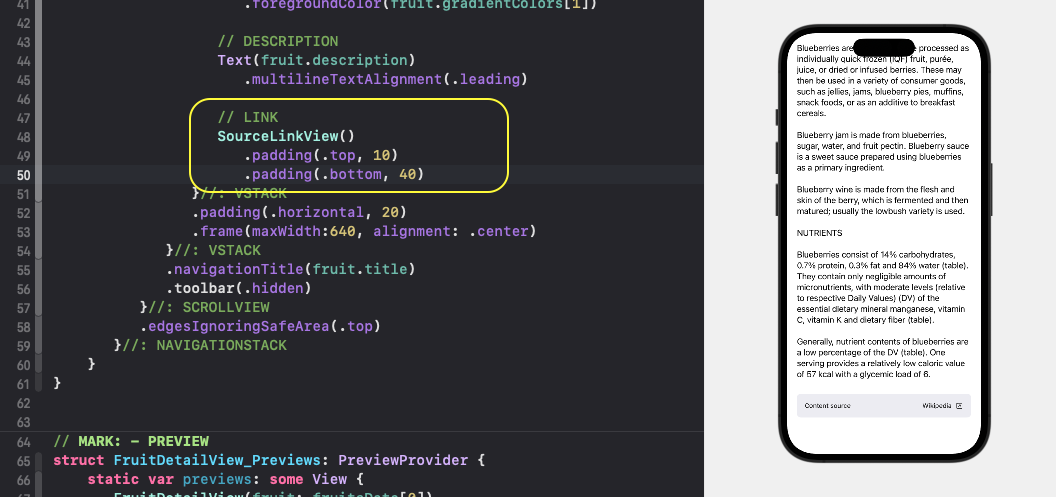 41 .foregroundColor(fruit.gradientColors[1])
42
43 // DESCRIPTION
44 Text(fruit.description)
45 .multilineTextAlignment(.leading)
46
47 // LINK
48 SourceLinkView()
49 .padding(.top, 10)
50 .padding(.bottom, 40)
51 }//: VSTACK
52 .padding(.horizontal, 20)
53 .frame(maxWidth:640, alignment: .center)
54 }//: VSTACK
55 .navigationTitle(fruit.title)
56 .toolbar(.hidden)
57 }//: SCROLLVIEW
58 .edgesIgnoringSafeArea(.top)
59 }//: NAVIGATIONSTACK
60 }
61 }
62
63
64 // MARK: - PREVIEW
65 struct FruitDetailView_Previews: PreviewProvider {
66 static var previews: some View {
67 FruitDetailView(fruit: fruitsData[0])
Blueberries are processed as
individually quick frozen (IQF) fruit, purée,
juice, or dried or infused berries. These may
then be used in a variety of consumer goods,
such as jellies, jams, blueberry pies, muffins,
snack foods, or as an additive to breakfast
cereals.
Blueberry jam is made from blueberries,
sugar, water, and fruit pectin. Blueberry sauce
is a sweet sauce prepared using blueberries
as a primary ingredient.
Blueberry wine is made from the flesh and
skin of the berry, which is fermented and then
matured; usually the lowbush variety is used.
NUTRIENTS
Blueberries consist of 14% carbohydrates,
0.7% protein, 0.3% fat and 84% water (table).
They contain only negligible amounts of
micronutrients, with moderate levels (relative
to respective Daily Values) (DV) of the
essential dietary mineral manganese, vitamin
C, vitamin K and dietary fiber (table).
Generally, nutrient contents of blueberries are
a low percentage of the DV (table). One
serving provides a relatively low caloric value
of 57 kcal with a glycemic load of 6.
Content source Wikipedia